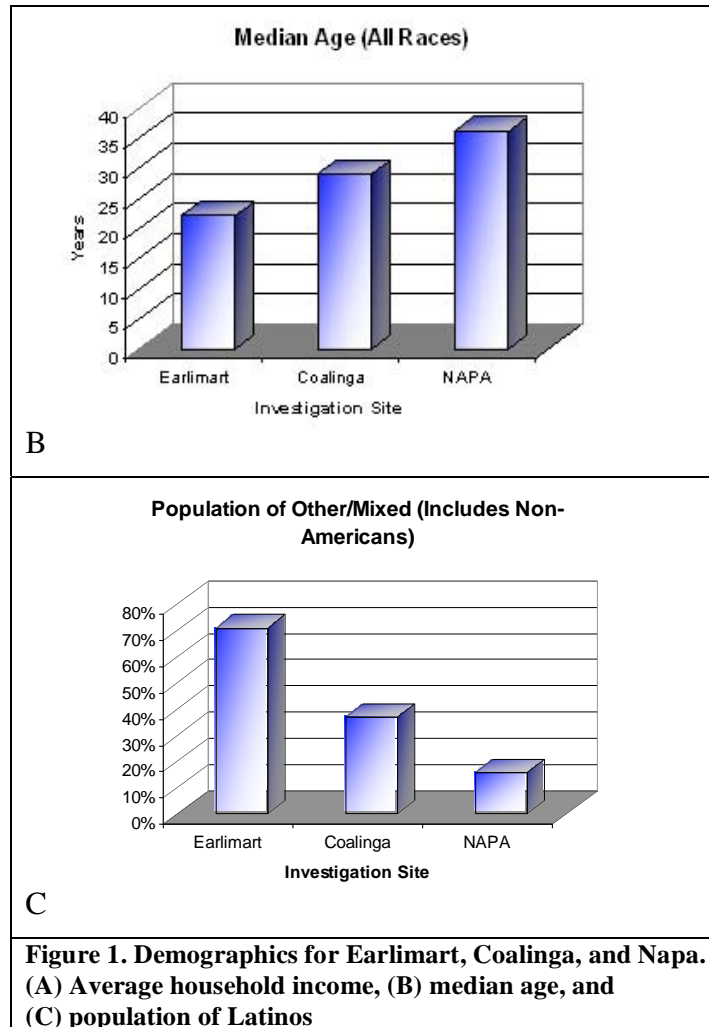 Median Age (All Races)
40
35
30
25
20
15
10
5
0
Years
Earlimart Coalinga NAPA
Investigation Site
B
Population of Other/Mixed (Includes Non-
Americans)
80%
70%
60%
50%
40%
30%
20%
10%
0%
Earlimart Coalinga NAPA
Investigation Site
C
Figure 1. Demographics for Earlimart, Coalinga, and Napa.
(A) Average household income, (B) median age, and
(C) population of Latinos